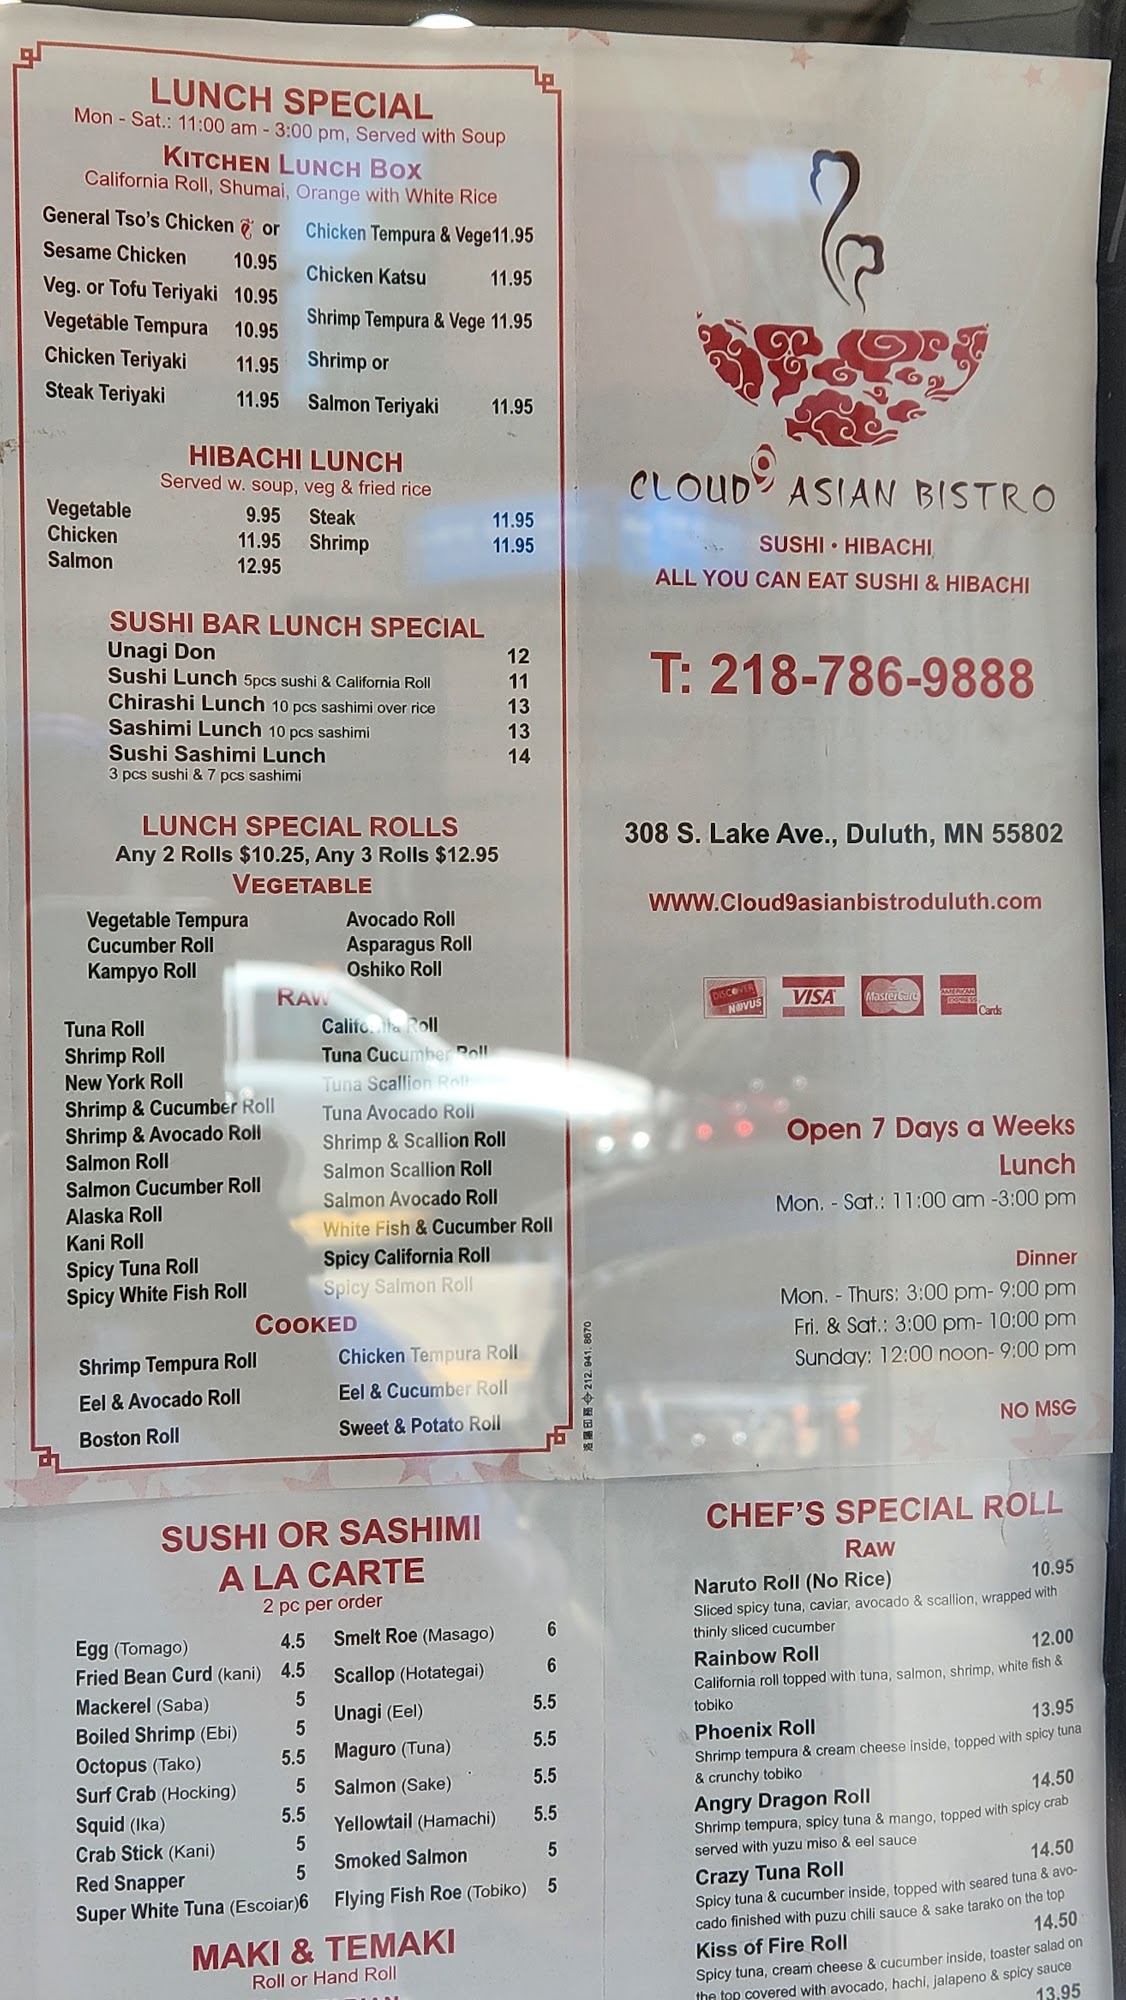 LUNCH SPECIAL
Mon - Sat.: 11:00 am - 3:00 pm, Served with Soup
KITCHEN LUNCH BOX
California Roll, Shumai, Orange with White Rice
General Tso's Chicken or
Sesame Chicken 10.95
Veg. or Tofu Teriyaki 10.95
Vegetable Tempura 10.95
Chicken Teriyaki 11.95
Steak Teriyaki 11.95
Chicken Tempura & Vege 11.95
Chicken Katsu 11.95
Shrimp Tempura & Vege 11.95
Shrimp or
Salmon Teriyaki 11.95
HIBACHI LUNCH
Served w. soup, veg & fried rice
Vegetable 9.95
Chicken 11.95
Salmon 12.95
Steak 11.95
Shrimp 11.95
SUSHI BAR LUNCH SPECIAL
Unagi Don 12
Sushi Lunch 5pcs sushi & California Roll 11
Chirashi Lunch 10 pcs sashimi over rice 13
Sashimi Lunch 10 pcs sashimi 13
Sushi Sashimi Lunch 14
3 pcs sushi & 7 pcs sashimi
LUNCH SPECIAL ROLLS
Any 2 Rolls $10.25, Any 3 Rolls $12.95
VEGETABLE
Vegetable Tempura
Cucumber Roll
Kampyo Roll
Avocado Roll
Asparagus Roll
Oshiko Roll
RAW
Tuna Roll
Shrimp Roll
New York Roll
Shrimp & Cucumber Roll
Shrimp & Avocado Roll
Salmon Roll
Salmon Cucumber Roll
Alaska Roll
Kani Roll
Spicy Tuna Roll
Spicy White Fish Roll
California Roll
Tuna Cucumber Roll
Tuna Scallion Roll
Tuna Avocado Roll
Shrimp & Scallion Roll
Salmon Scallion Roll
Salmon Avocado Roll
White Fish & Cucumber Roll
Spicy California Roll
Spicy Salmon Roll
COOKED
Shrimp Tempura Roll
Eel & Avocado Roll
Boston Roll
Chicken Tempura Roll
Eel & Cucumber Roll
Sweet & Potato Roll
212.941.8670
CLOUD 9 ASIAN BISTRO
SUSHI • HIBACHI
ALL YOU CAN EAT SUSHI & HIBACHI
T: 218-786-9888
308 S. Lake Ave., Duluth, MN 55802
WWW.Cloud9asianbistroduluth.com
DISCOVER NOVUS
VISA
MasterCard
AMERICAN EXPRESS Cards
Open 7 Days a Weeks
Lunch
Mon. - Sat.: 11:00 am -3:00 pm
Dinner
Mon. - Thurs: 3:00 pm- 9:00 pm
Fri. & Sat.: 3:00 pm- 10:00 pm
Sunday: 12:00 noon- 9:00 pm
NO MSG
SUSHI OR SASHIMI
A LA CARTE
2 pc per order
Egg (Tomago) 4.5
Fried Bean Curd (kani) 4.5
Mackerel (Saba) 5
Boiled Shrimp (Ebi) 5
Octopus (Tako) 5.5
Surf Crab (Hocking) 5
Squid (Ika) 5.5
Crab Stick (Kani) 5
Red Snapper 5
Super White Tuna (Escoiar) 6
Smelt Roe (Masago) 6
Scallop (Hotategai) 6
Unagi (Eel) 5.5
Maguro (Tuna) 5.5
Salmon (Sake) 5.5
Yellowtail (Hamachi) 5.5
Smoked Salmon 5
Flying Fish Roe (Tobiko) 5
MAKI & TEMAKI
Roll or Hand Roll
CHEF'S SPECIAL ROLL
RAW
Naruto Roll (No Rice) 10.95
Sliced spicy tuna, caviar, avocado & scallion, wrapped with
thinly sliced cucumber
Rainbow Roll 12.00
California roll topped with tuna, salmon, shrimp, white fish &
tobiko
Phoenix Roll 13.95
Shrimp tempura & cream cheese inside, topped with spicy tuna
& crunchy tobiko
Angry Dragon Roll 14.50
Shrimp tempura, spicy tuna & mango, topped with spicy crab
served with yuzu miso & eel sauce
Crazy Tuna Roll 14.50
Spicy tuna & cucumber inside, topped with seared tuna & avo-
cado finished with puzu chili sauce & sake tarako on the top
Kiss of Fire Roll 14.50
Spicy tuna, cream cheese & cucumber inside, toaster salad on
the top covered with avocado, hachi, jalapeno & spicy sauce
13.95